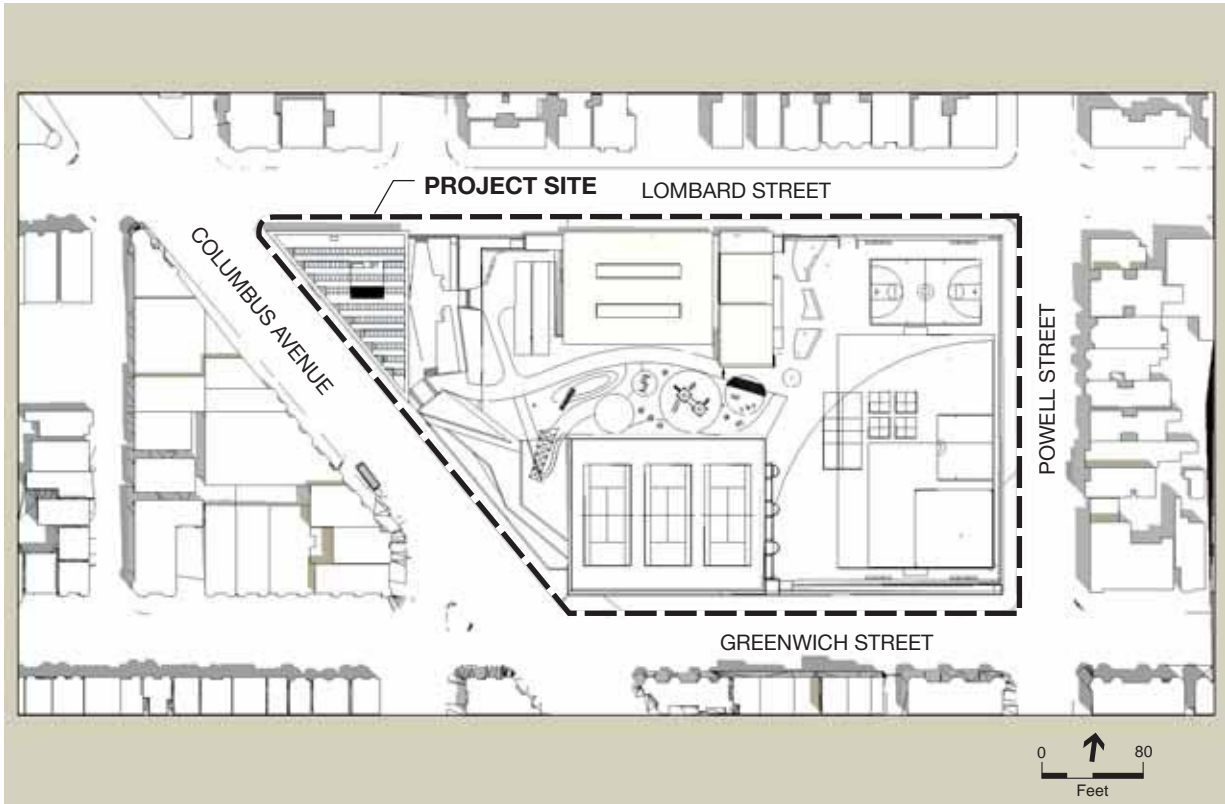 PROJECT SITE
LOMBARD STREET
COLUMBUS AVENUE
POWELL STREET
GREENWICH STREET
0 80
Feet